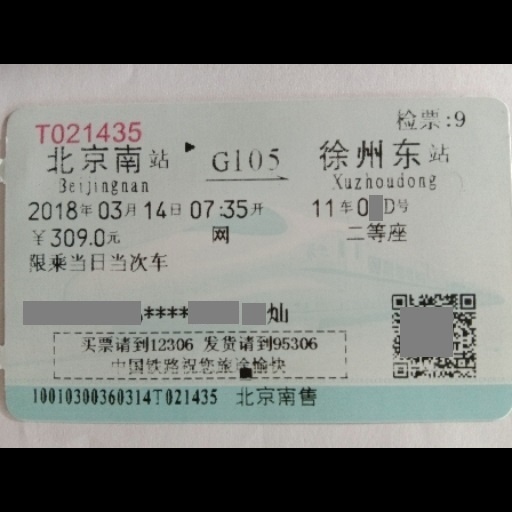 检票:9
T021435
北京南站 G105 徐州东站
Beijingnan Xuzhoudong
2018年03月14日07:35开 11车0D号
￥309.0元 网 二等座
限乘当日当次车
****灿
买票请到12306 发货请到95306
中国铁路祝您旅途愉快
10010300360314T021435 北京南售